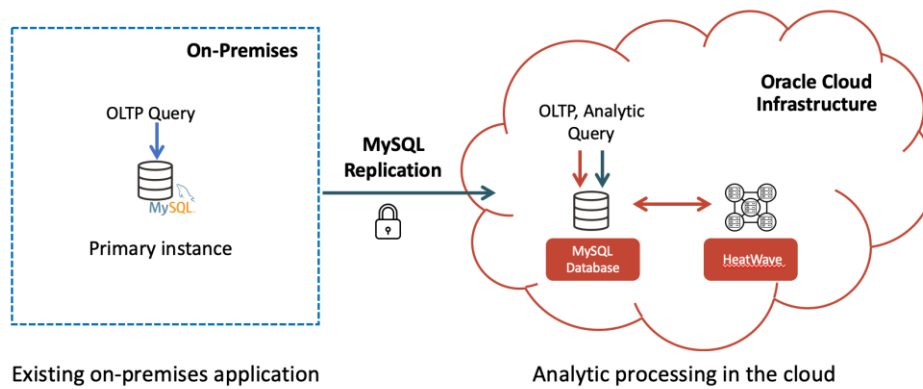 On-Premises
OLTP Query
MySQL
Primary instance
MySQL
Replication
Oracle Cloud
Infrastructure
OLTP, Analytic
Query
MySQL
Database
HeatWave
Existing on-premises application
Analytic processing in the cloud